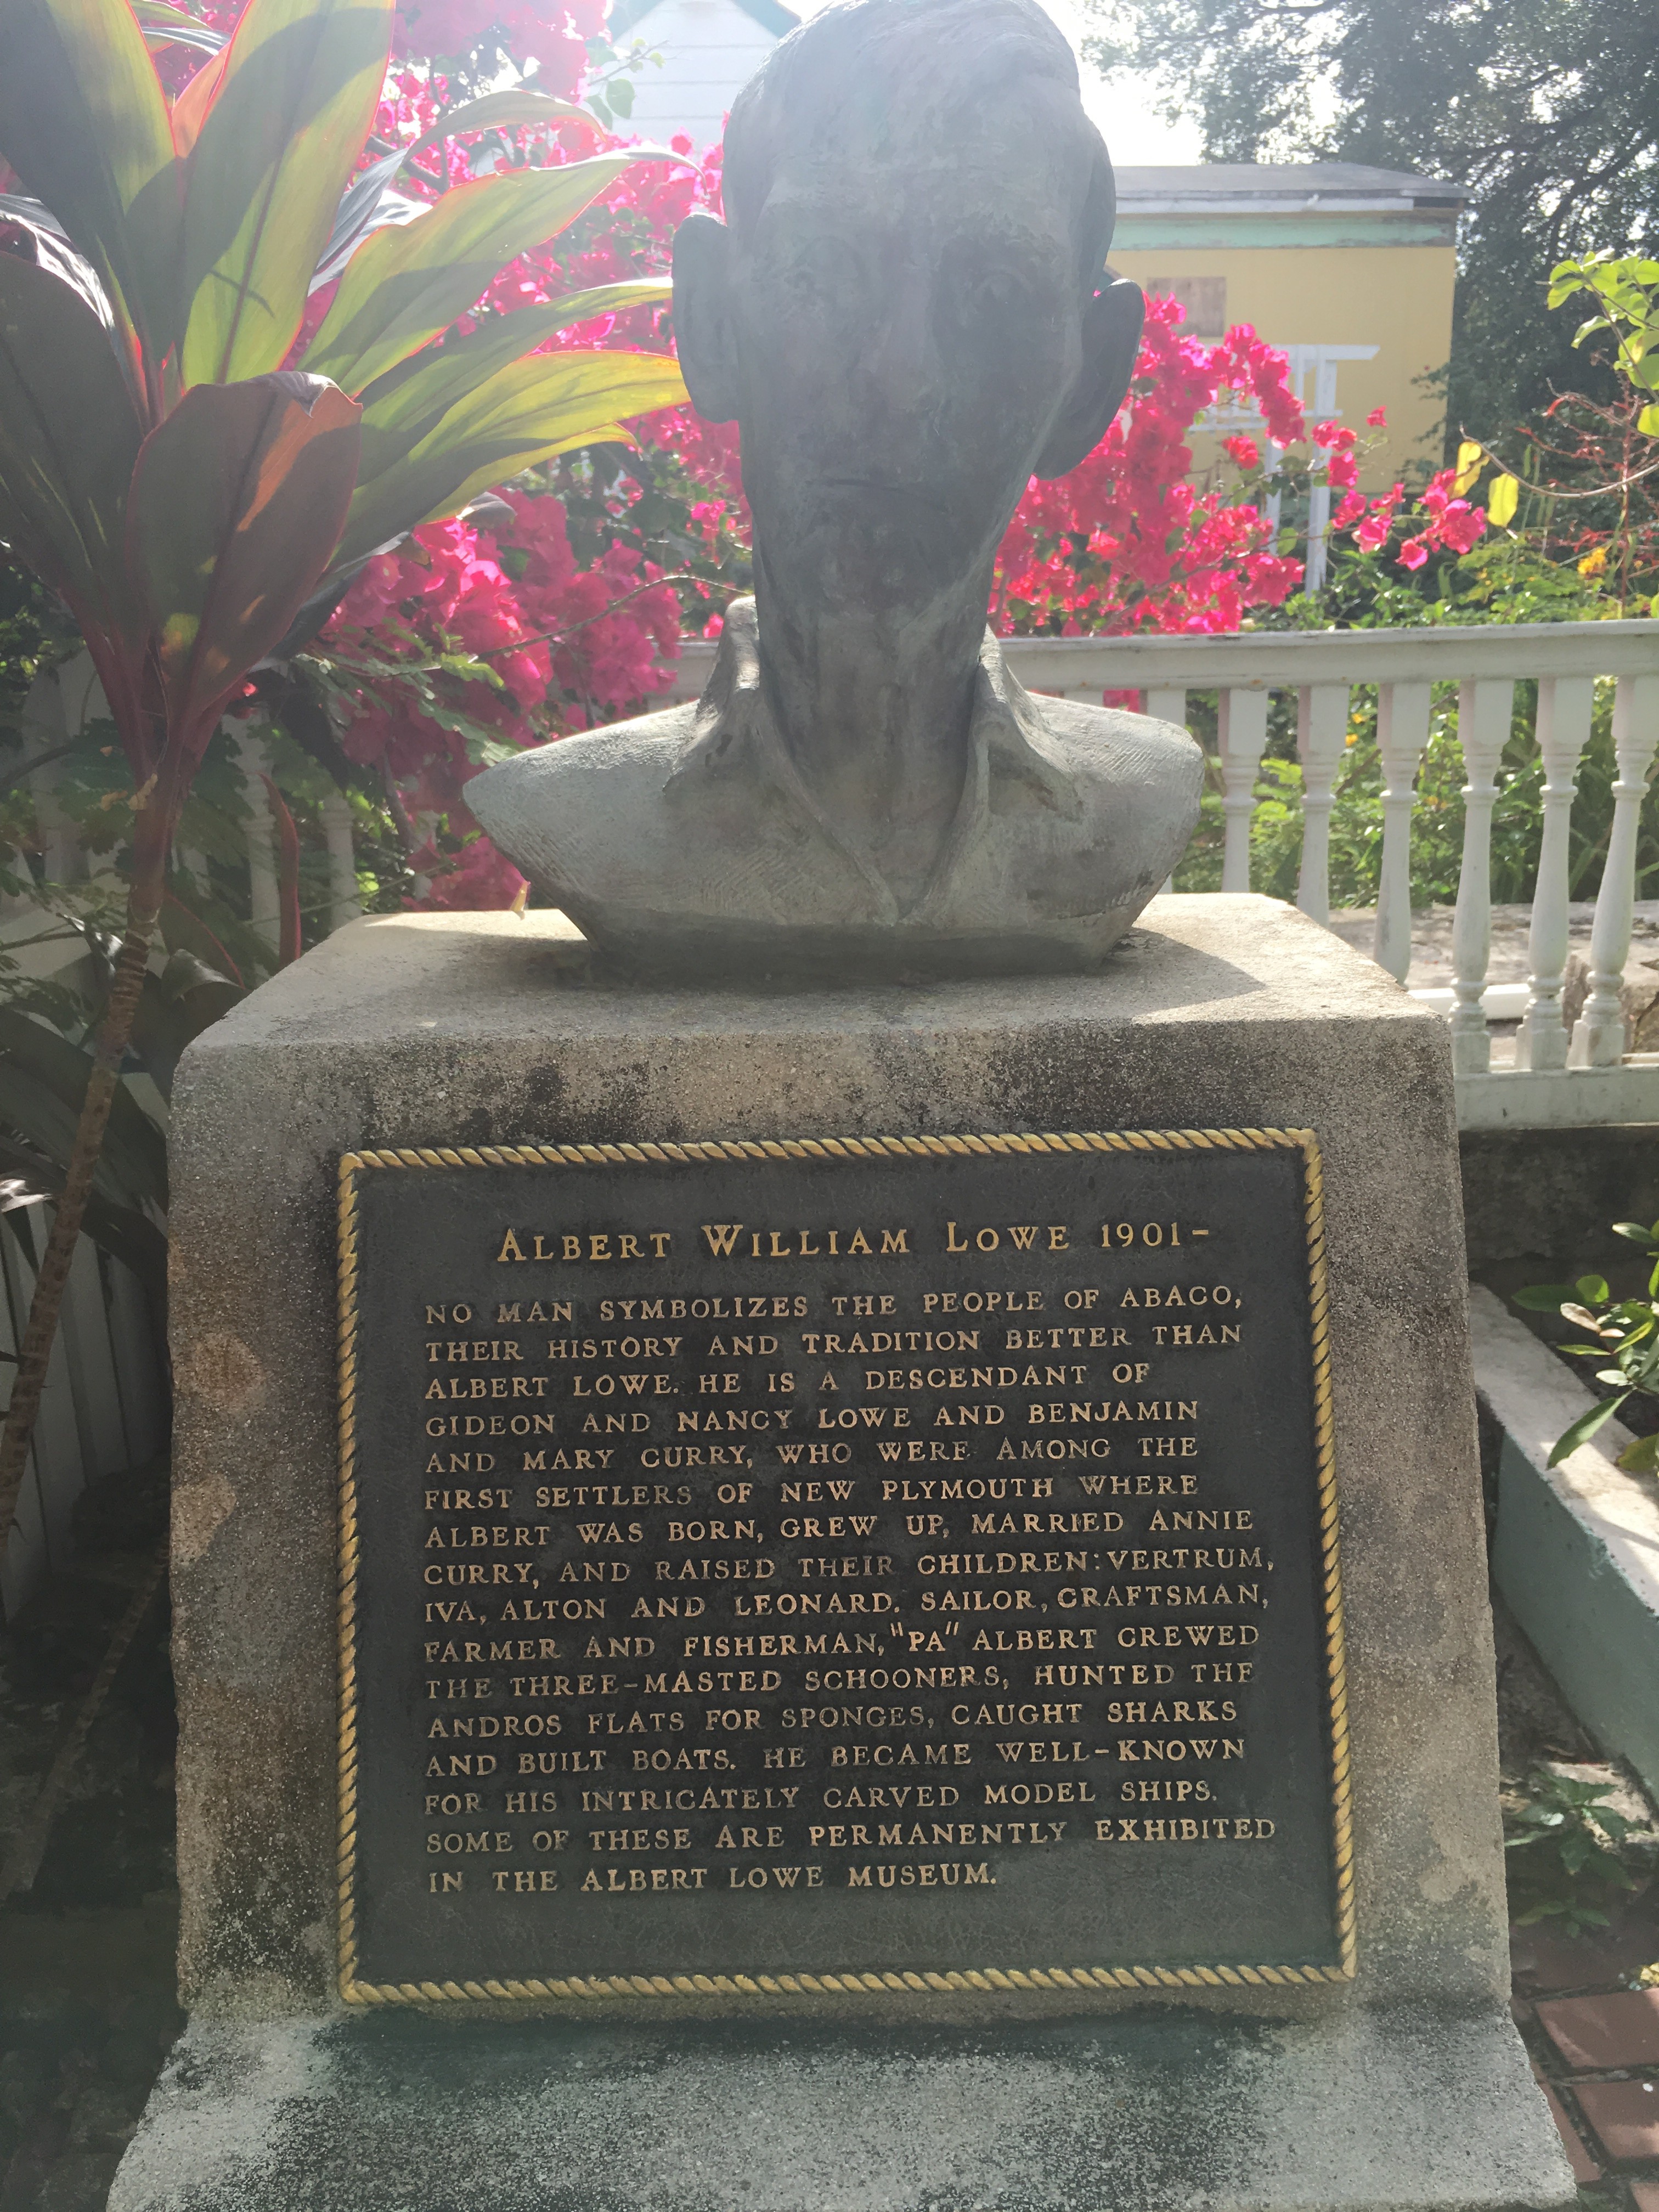 ALBERT WILLIAM LOWE 1901-
NO MAN SYMBOLIZES THE PEOPLE OF ABACO,
THEIR HISTORY AND TRADITION BETTER THAN
ALBERT LOWE. HE IS A DESCENDANT OF
GIDEON AND NANCY LOWE AND BENJAMIN
AND MARY CURRY, WHO WERE AMONG THE
FIRST SETTLERS OF NEW PLYMOUTH WHERE
ALBERT WAS BORN, GREW UP, MARRIED ANNIE
CURRY, AND RAISED THEIR CHILDREN: VERTRUM,
IVA, ALTON AND LEONARD. SAILOR, CRAFTSMAN,
FARMER AND FISHERMAN, "PA" ALBERT CREWED
THE THREE-MASTED SCHOONERS, HUNTED THE
ANDROS FLATS FOR SPONGES, CAUGHT SHARKS
AND BUILT BOATS. HE BECAME WELL-KNOWN
FOR HIS INTRICATELY CARVED MODEL SHIPS.
SOME OF THESE ARE PERMANENTLY EXHIBITED
IN THE ALBERT LOWE MUSEUM.